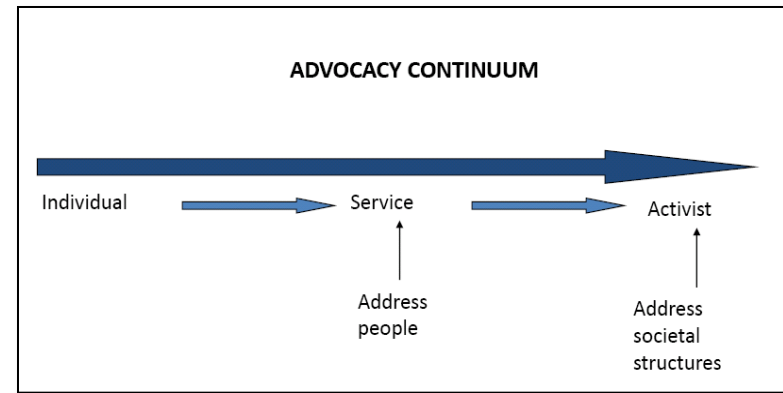 ADVOCACY CONTINUUM
Individual
Service
Activist
Address
people
Address
societal
structures